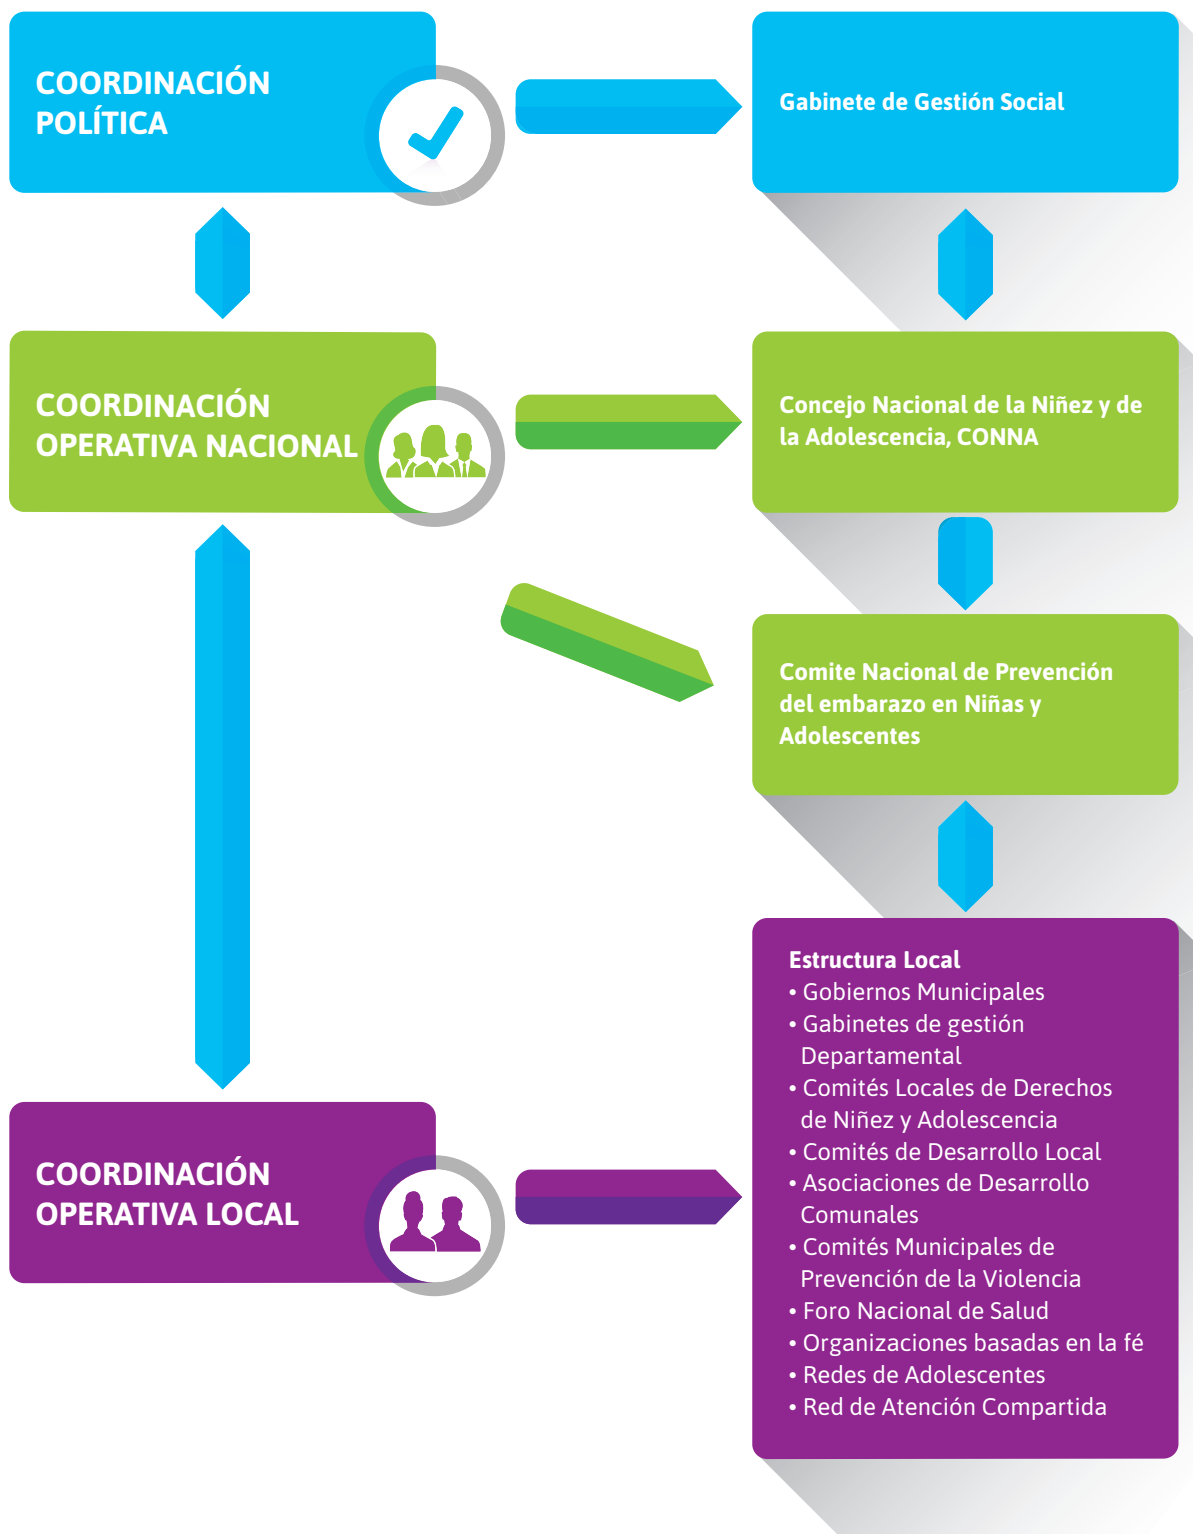 COORDINACIÓN
POLÍTICA
Gabinete de Gestión Social
COORDINACIÓN
OPERATIVA NACIONAL
Concejo Nacional de la Niñez y de
la Adolescencia, CONNA
Comite Nacional de Prevención
del embarazo en Niñas y
Adolescentes
COORDINACIÓN
OPERATIVA LOCAL
Estructura Local
• Gobiernos Municipales
• Gabinetes de gestión
Departamental
• Comités Locales de Derechos
de Niñez y Adolescencia
• Comités de Desarrollo Local
• Asociaciones de Desarrollo
Comunales
• Comités Municipales de
Prevención de la Violencia
• Foro Nacional de Salud
• Organizaciones basadas en la fé
• Redes de Adolescentes
• Red de Atención Compartida